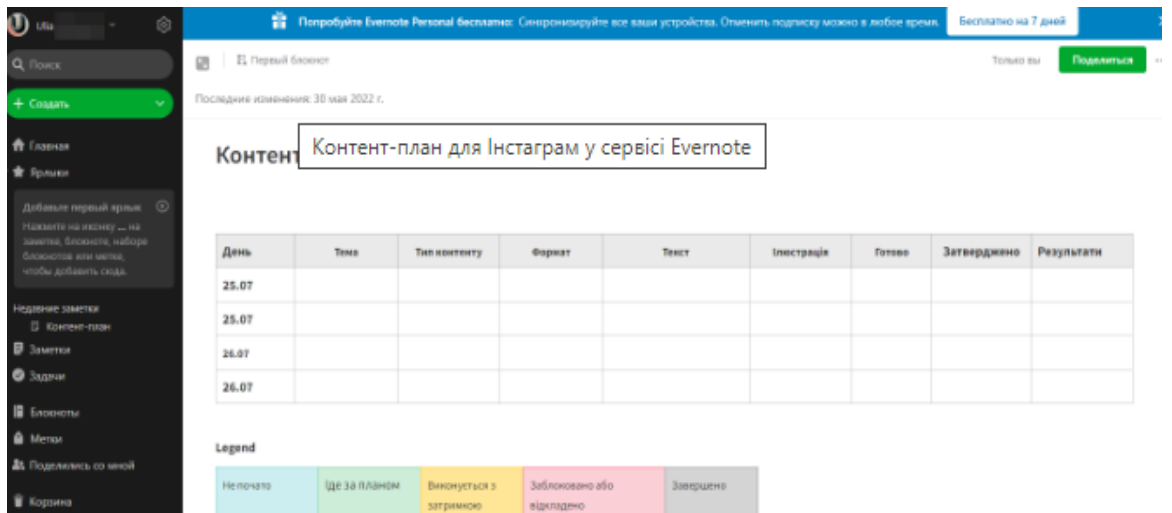 Ulia
Попробуйте Evernote Personal бесплатно: Синхронизируйте все ваши устройства. Отменить подписку можно в любое время.
Бесплатно на 7 дней
Поиск
Первый блокнот
Только вы
Поделиться
+ Создать
Последние изменения: 30 мая 2022 г.
Главная
Ярлыки
Контент
Контент-план для Інстаграм у сервісі Evernote
Добавьте первый ярлык
Нажмите на иконку ... на
заметке, блокноте, наборе
блокнотов или метке,
чтобы добавить сюда.
Недавние заметки
Контент-план
Заметки
Задачи
Блокноты
Метки
Поделились со мной
Корзина
День Тема Тип контенту Формат Текст Ілюстрація Готово Затверджено Результати
25.07
25.07
26.07
26.07
Legend
Не почато
Іде за планом
Виконується з
затримкою
Заблоковано або
відкладено
Завершено